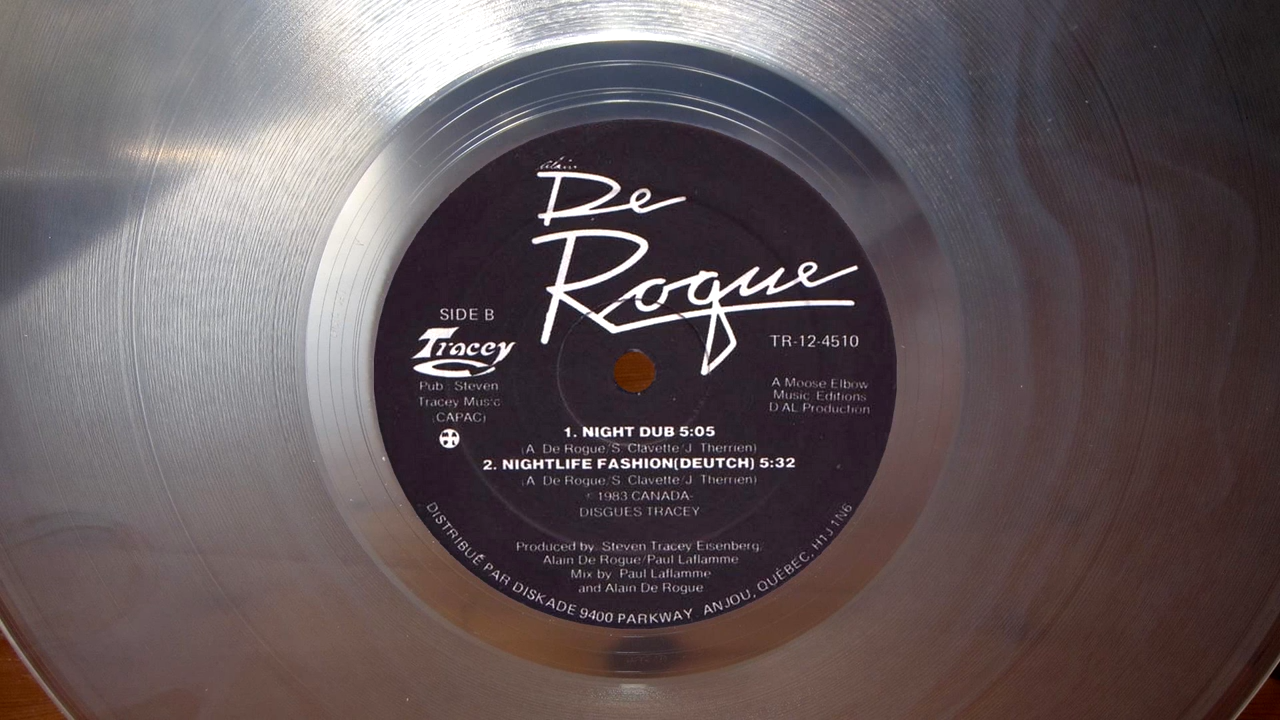 Alain
De
Rogue
SIDE B
Tracey
Pub : Steven
Tracey Music
(CAPAC)
TR-12-4510
A Moose Elbow
Music Editions
D'AL Production
1. NIGHT DUB 5:05
(A. De Rogue/S. Clavette/J. Therrien)
2. NIGHTLIFE FASHION(DEUTCH) 5:32
(A. De Rogue/S. Clavette/J. Therrien)
© 1983 CANADA-
DISGUES TRACEY
Produced by: Steven Tracey Eisenberg,
Alain De Rogue/Paul Laflamme
Mix by: Paul Laflamme
and Alain De Rogue
DISTRIBUÉ PAR DISKADE 9400 PARKWAY ANJOU, QUÉBEC, H1J 1N6